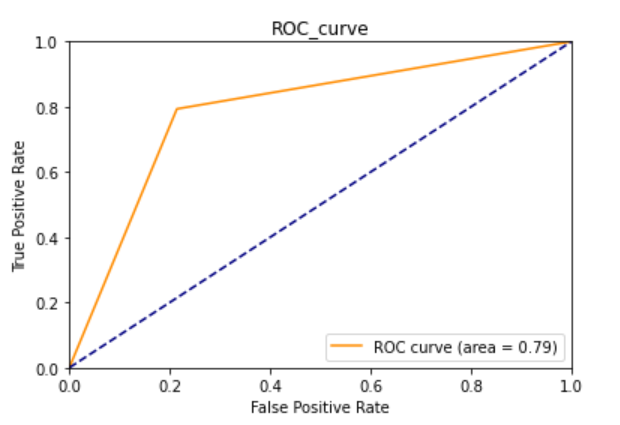 ROC_curve
1.0
0.8
0.6
0.4
0.2
0.0
True Positive Rate
ROC curve (area = 0.79)
0.0 0.2 0.4 0.6 0.8 1.0
False Positive Rate